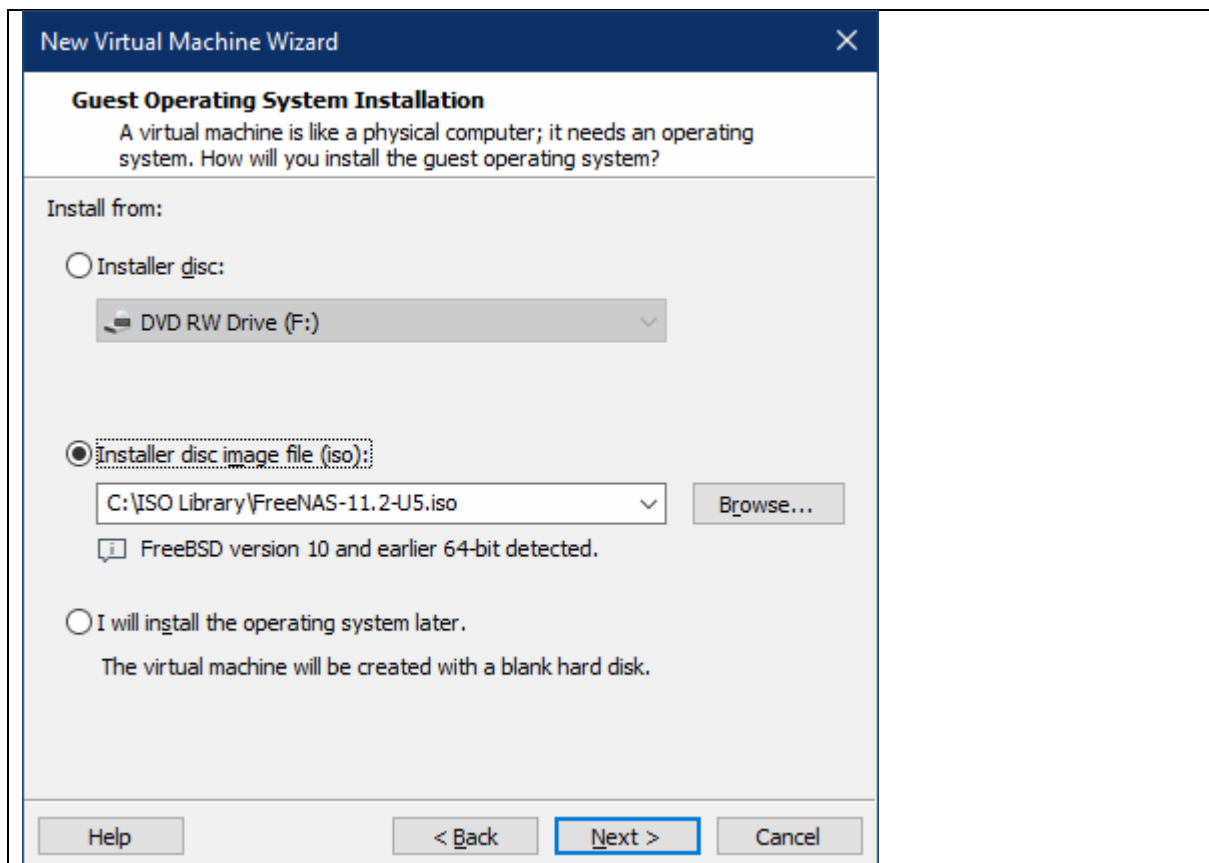 New Virtual Machine Wizard
Guest Operating System Installation
A virtual machine is like a physical computer; it needs an operating
system. How will you install the guest operating system?
Install from:
Installer disc:
DVD RW Drive (F:)
Installer disc image file (iso):
C:\ISO Library\FreeNAS-11.2-U5.iso
Browse...
FreeBSD version 10 and earlier 64-bit detected.
I will install the operating system later.
The virtual machine will be created with a blank hard disk.
Help
< Back
Next >
Cancel